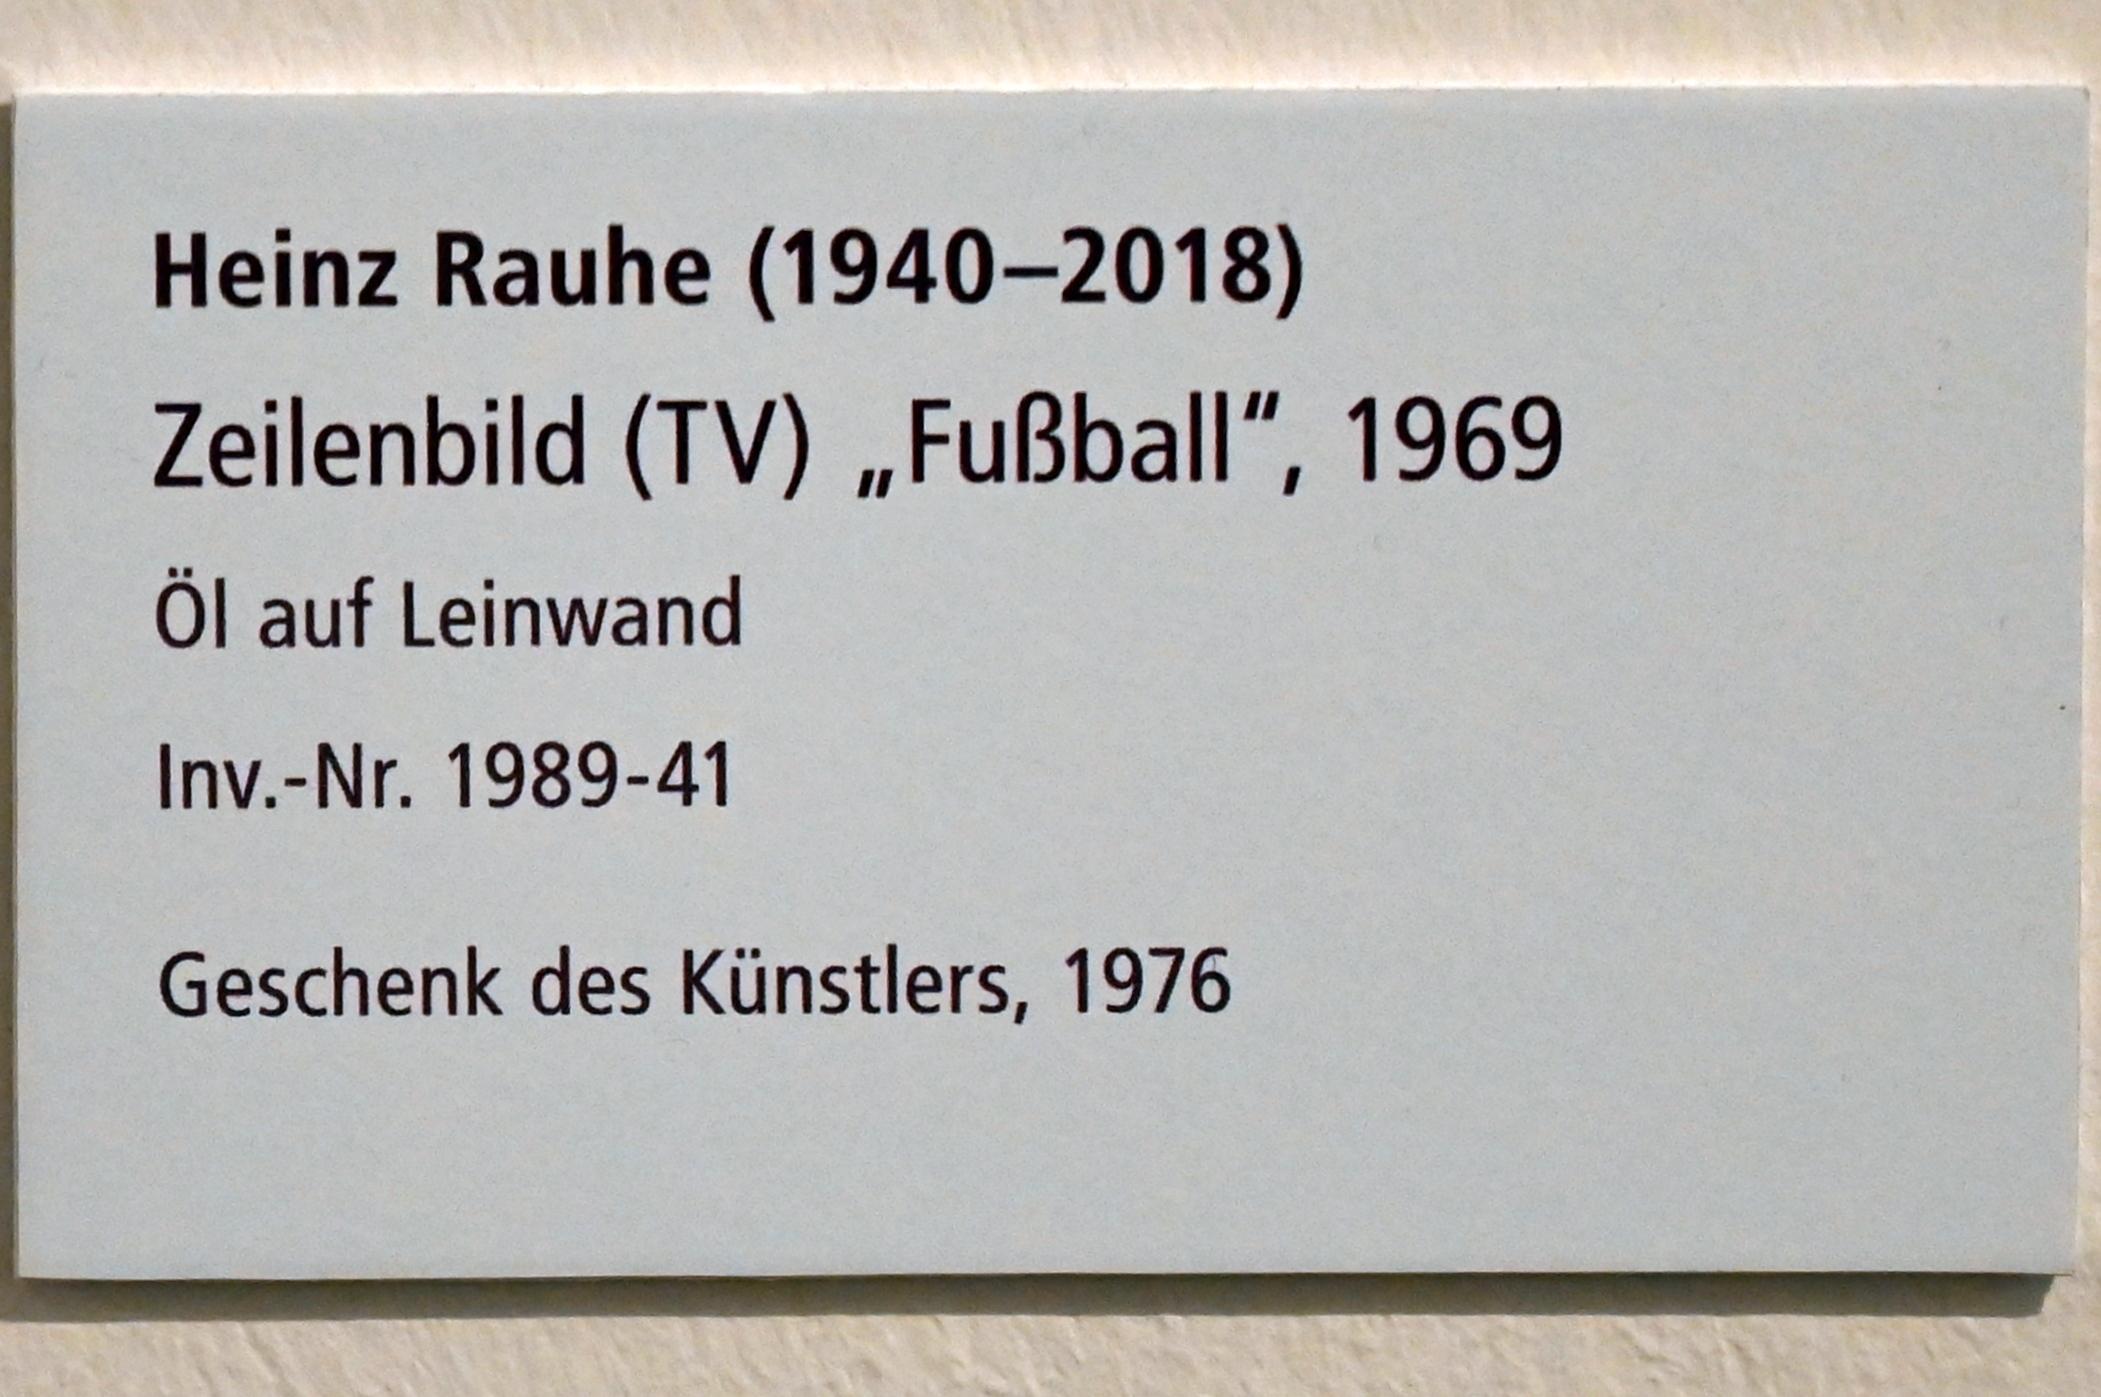 Heinz Rauhe (1940–2018)
Zeilenbild (TV) „Fußball“, 1969
Öl auf Leinwand
Inv.-Nr. 1989-41
Geschenk des Künstlers, 1976